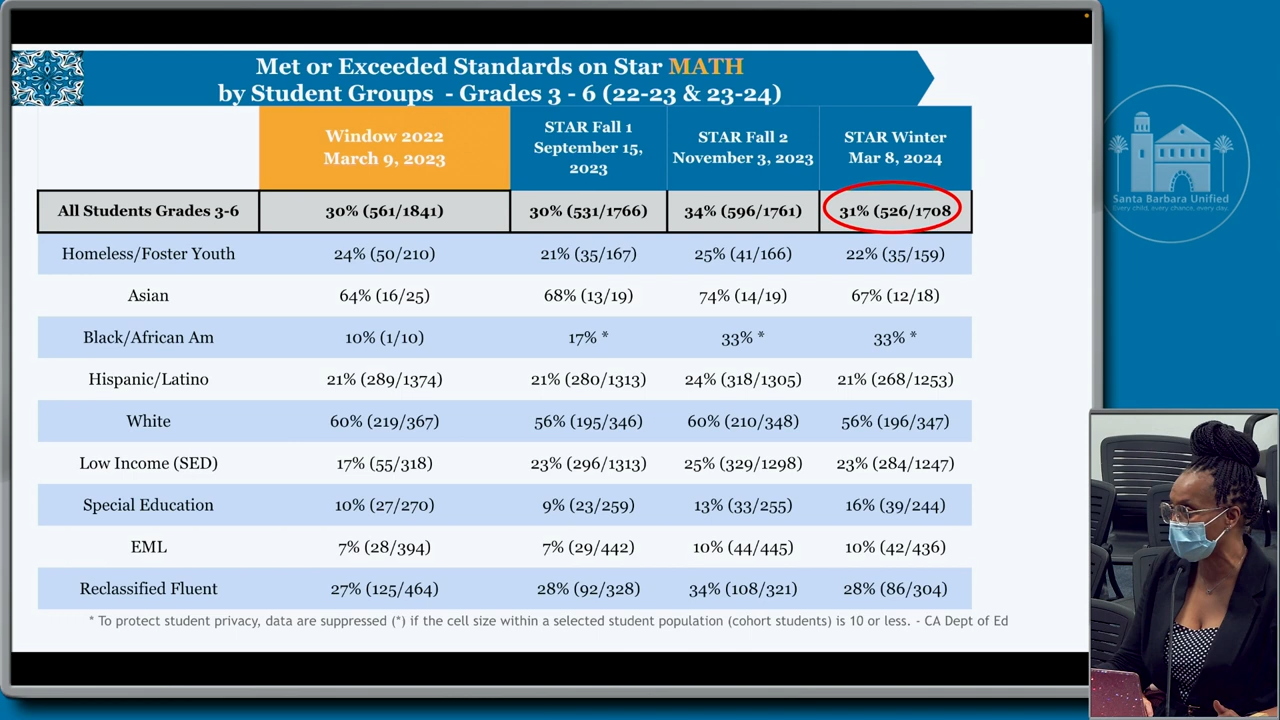 Met or Exceeded Standards on Star MATH
by Student Groups - Grades 3 - 6 (22-23 & 23-24)
Window 2022
March 9, 2023
STAR Fall 1
September 15,
2023
STAR Fall 2
November 3, 2023
STAR Winter
Mar 8, 2024
All Students Grades 3-6 30% (561/1841) 30% (531/1766) 34% (596/1761) 31% (526/1708
Homeless/Foster Youth 24% (50/210) 21% (35/167) 25% (41/166) 22% (35/159)
Asian 64% (16/25) 68% (13/19) 74% (14/19) 67% (12/18)
Black/African Am 10% (1/10) 17% * 33% * 33% *
Hispanic/Latino 21% (289/1374) 21% (280/1313) 24% (318/1305) 21% (268/1253)
White 60% (219/367) 56% (195/346) 60% (210/348) 56% (196/347)
Low Income (SED) 17% (55/318) 23% (296/1313) 25% (329/1298) 23% (284/1247)
Special Education 10% (27/270) 9% (23/259) 13% (33/255) 16% (39/244)
EML 7% (28/394) 7% (29/442) 10% (44/445) 10% (42/436)
Reclassified Fluent 27% (125/464) 28% (92/328) 34% (108/321) 28% (86/304)
* To protect student privacy, data are suppressed (*) if the cell size within a selected student population (cohort students) is 10 or less. - CA Dept of Ed
Santa Barbara Unified
Every child, every chance, every day.